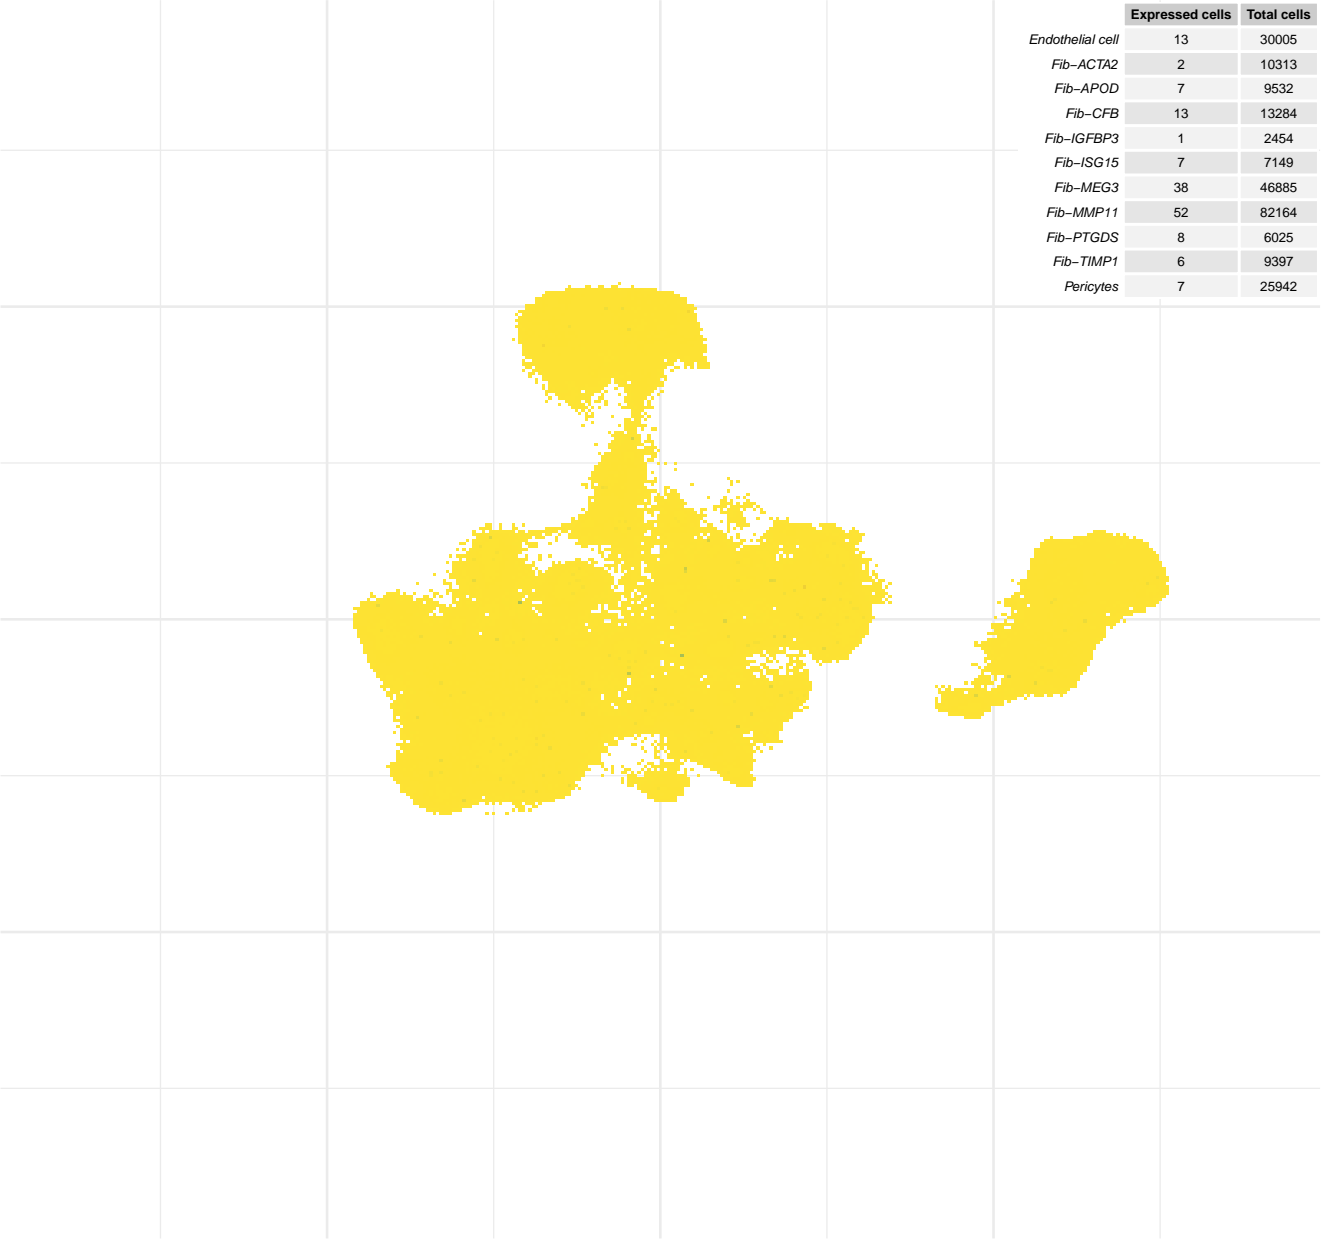 Expressed cells Total cells
Endothelial cell 13 30005
Fib−ACTA2 2 10313
Fib−APOD 7 9532
Fib−CFB 13 13284
Fib−IGFBP3 1 2454
Fib−ISG15 7 7149
Fib−MEG3 38 46885
Fib−MMP11 52 82164
Fib−PTGDS 8 6025
Fib−TIMP1 6 9397
Pericytes 7 25942